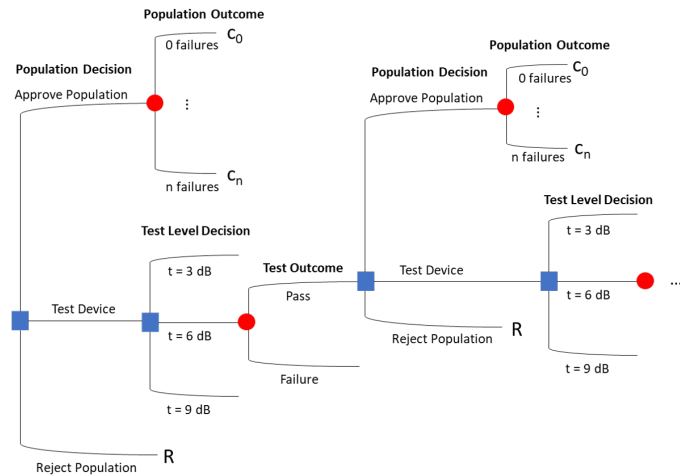 Population Outcome
0 failures
C0
Population Decision
Approve Population
...
n failures
Cn
Test Level Decision
t = 3 dB
Test Device
t = 6 dB
t = 9 dB
Reject Population
R
Test Outcome
Pass
Failure
Population Outcome
0 failures
C0
Population Decision
Approve Population
...
n failures
Cn
Test Device
Reject Population
R
Test Level Decision
t = 3 dB
t = 6 dB
...
t = 9 dB